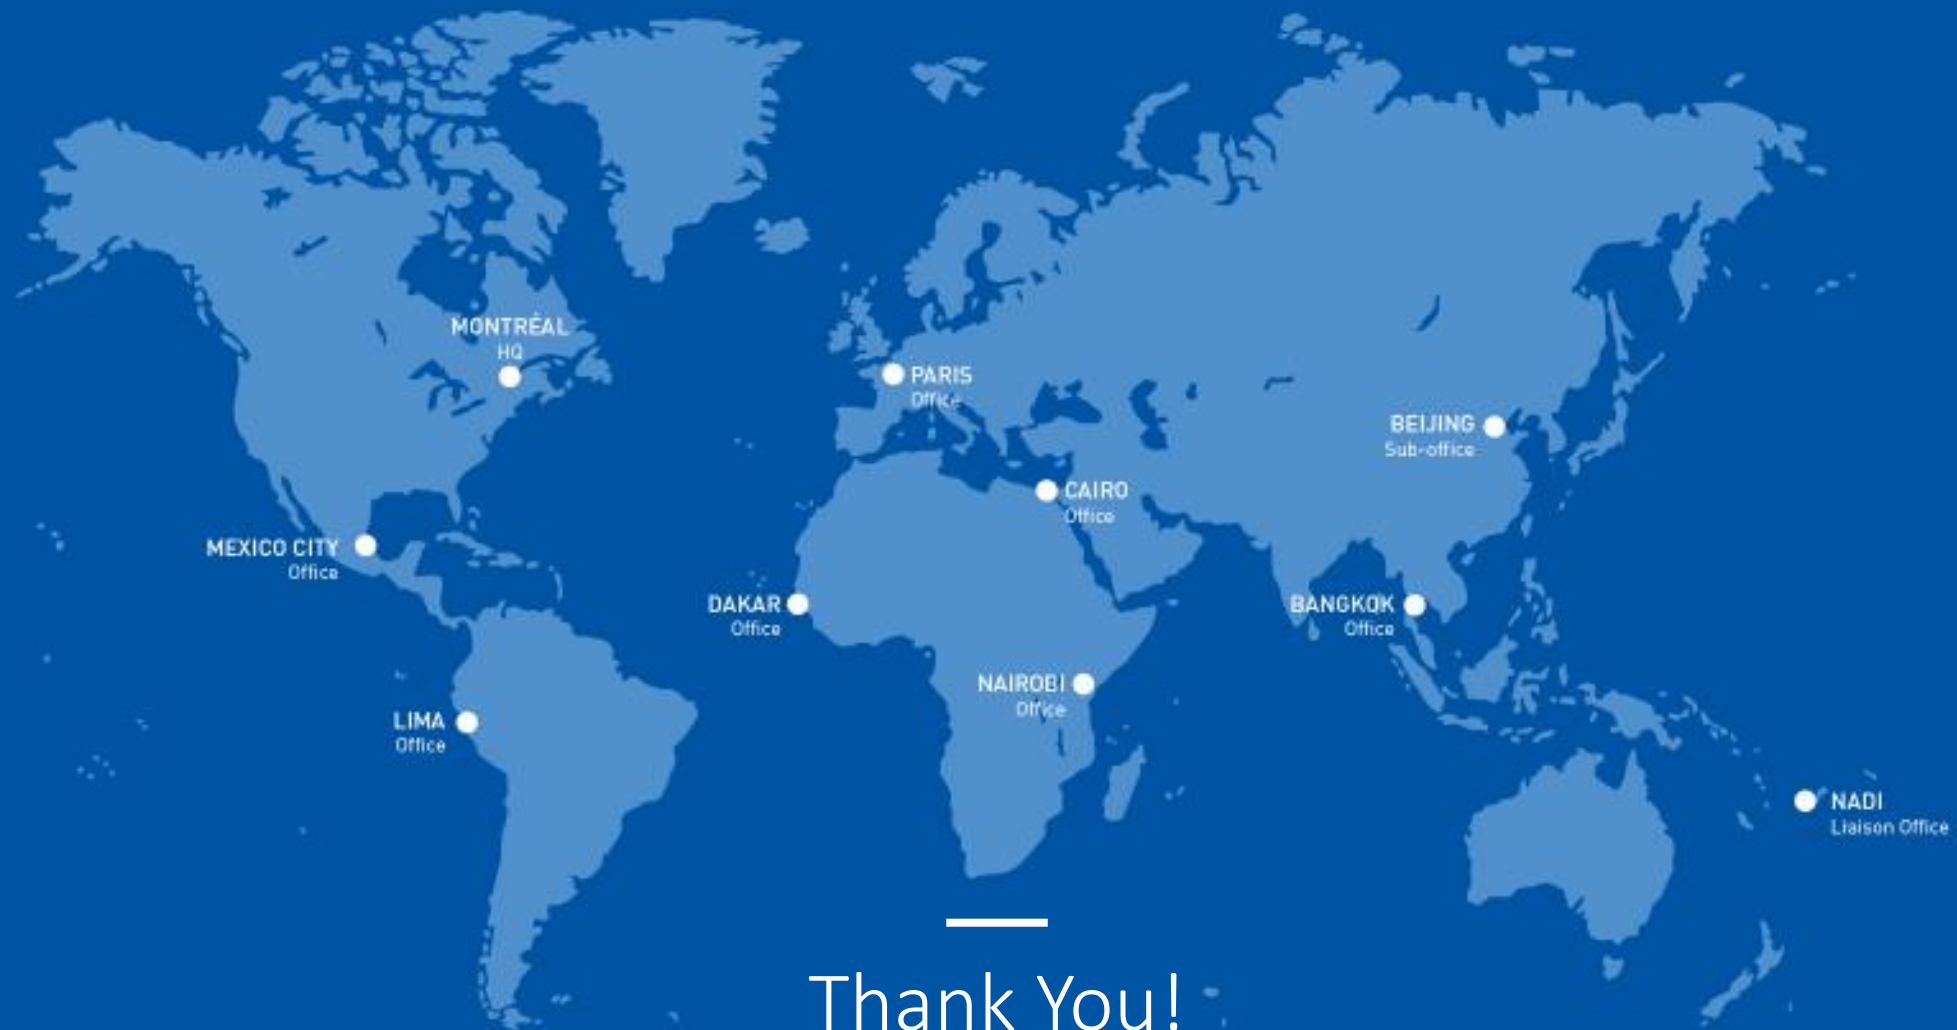 MONTRÉAL
HQ
PARIS
Office
BEIJING
Sub-office
CAIRO
Office
MEXICO CITY
Office
DAKAR
Office
BANGKOK
Office
NAIROBI
Office
LIMA
Office
NADI
Liaison Office
Thank You!